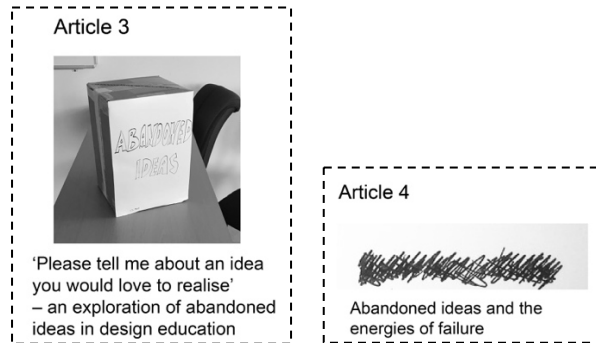 Article 3
ABANDONED
IDEAS
‘Please tell me about an idea
you would love to realise’
– an exploration of abandoned
ideas in design education
Article 4
Abandoned ideas and the
energies of failure